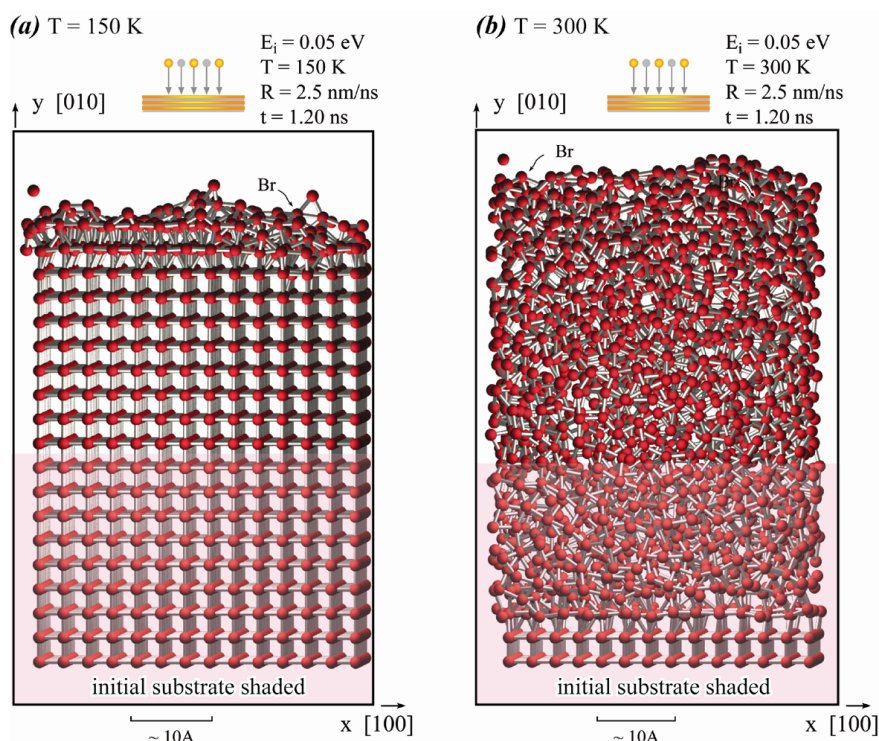 (a) T = 150 K
E_i = 0.05 eV
T = 150 K
R = 2.5 nm/ns
t = 1.20 ns
y [010]
Br
initial substrate shaded
x [100]
~ 10A
(b) T = 300 K
E_i = 0.05 eV
T = 300 K
R = 2.5 nm/ns
t = 1.20 ns
y [010]
Br
Br
initial substrate shaded
x [100]
~ 10A